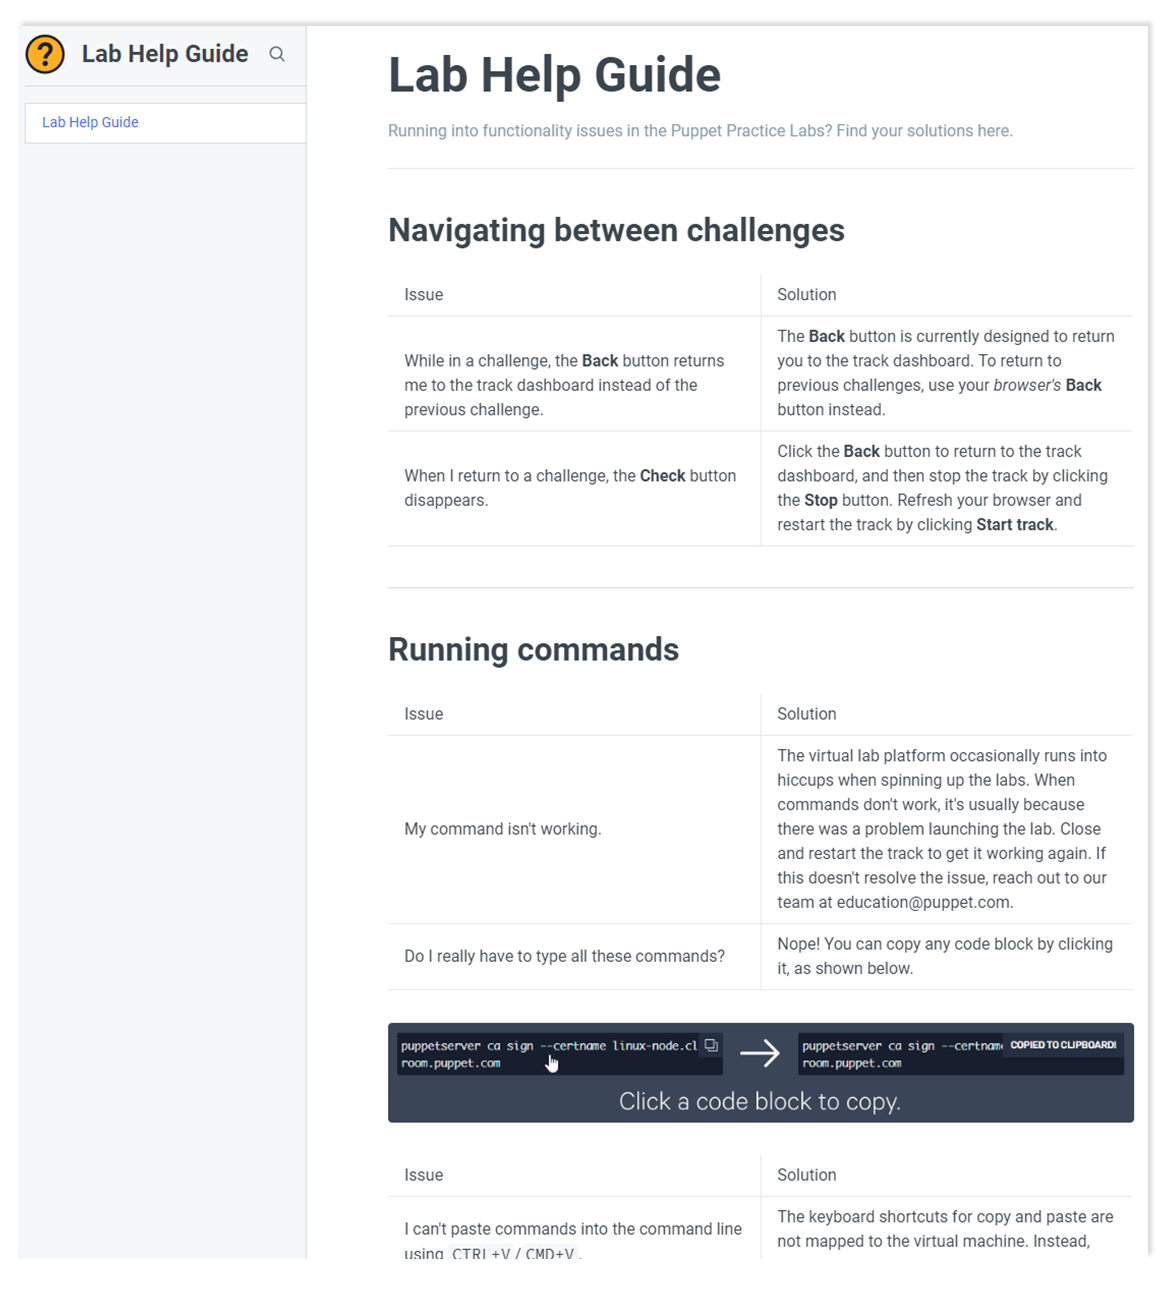 ?
Lab Help Guide
Lab Help Guide
Lab Help Guide
Running into functionality issues in the Puppet Practice Labs? Find your solutions here.
Navigating between challenges
Issue
Solution
While in a challenge, the Back button returns
me to the track dashboard instead of the
previous challenge.
The Back button is currently designed to return
you to the track dashboard. To return to
previous challenges, use your browser's Back
button instead.
When I return to a challenge, the Check button
disappears.
Click the Back button to return to the track
dashboard, and then stop the track by clicking
the Stop button. Refresh your browser and
restart the track by clicking Start track.
Running commands
Issue
Solution
My command isn't working.
The virtual lab platform occasionally runs into
hiccups when spinning up the labs. When
commands don't work, it's usually because
there was a problem launching the lab. Close
and restart the track to get it working again. If
this doesn't resolve the issue, reach out to our
team at education@puppet.com.
Do I really have to type all these commands?
Nope! You can copy any code block by clicking
it, as shown below.
puppetserver ca sign --certname linux-node.cl
room.puppet.com
puppetserver ca sign --certname
COPIED TO CLIPBOARD!
room.puppet.com
Click a code block to copy.
Issue
Solution
I can't paste commands into the command line
using CTRL+V / CMD+V.
The keyboard shortcuts for copy and paste are
not mapped to the virtual machine. Instead,